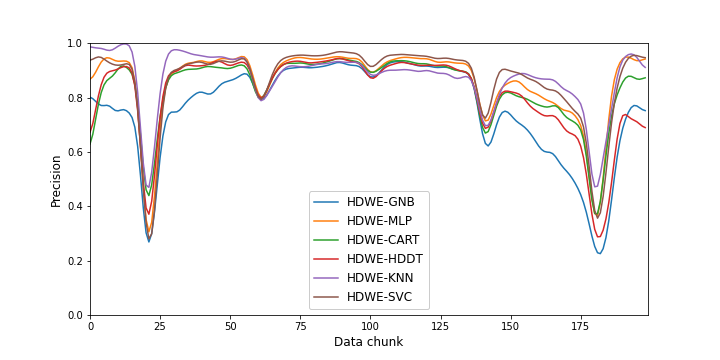 1.0
0.8
0.6
0.4
0.2
0.0
Precision
HDWE-GNB
HDWE-MLP
HDWE-CART
HDWE-HDDT
HDWE-KNN
HDWE-SVC
0 25 50 75 100 125 150 175
Data chunk